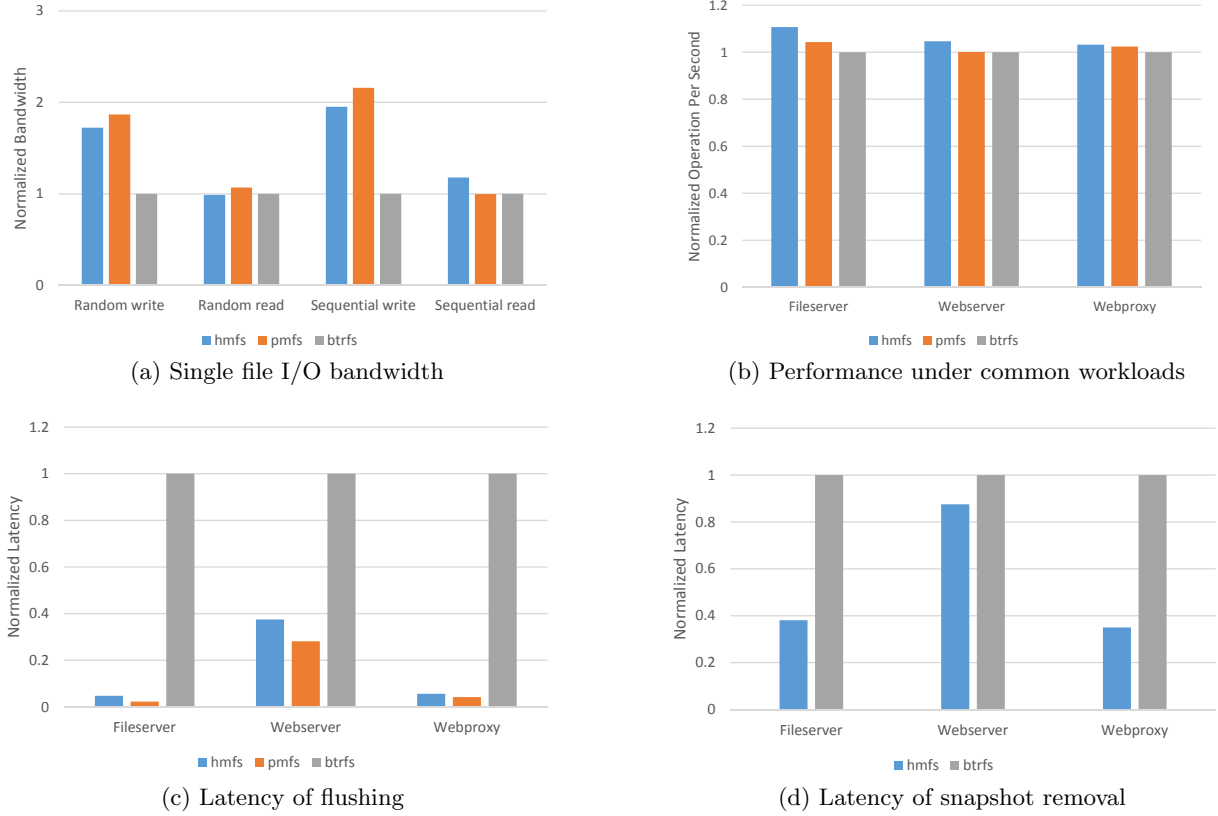 3
2
1
0
Normalized Bandwidth
Random write Random read Sequential write Sequential read
hmfs pmfs btrfs
(a) Single file I/O bandwidth
1.2
1
0.8
0.6
0.4
0.2
0
Normalized Operation Per Second
Fileserver Webserver Webproxy
hmfs pmfs btrfs
(b) Performance under common workloads
1.2
1
0.8
0.6
0.4
0.2
0
Normalized Latency
Fileserver Webserver Webproxy
hmfs pmfs btrfs
(c) Latency of flushing
1.2
1
0.8
0.6
0.4
0.2
0
Normalized Latency
Fileserver Webserver Webproxy
hmfs btrfs
(d) Latency of snapshot removal